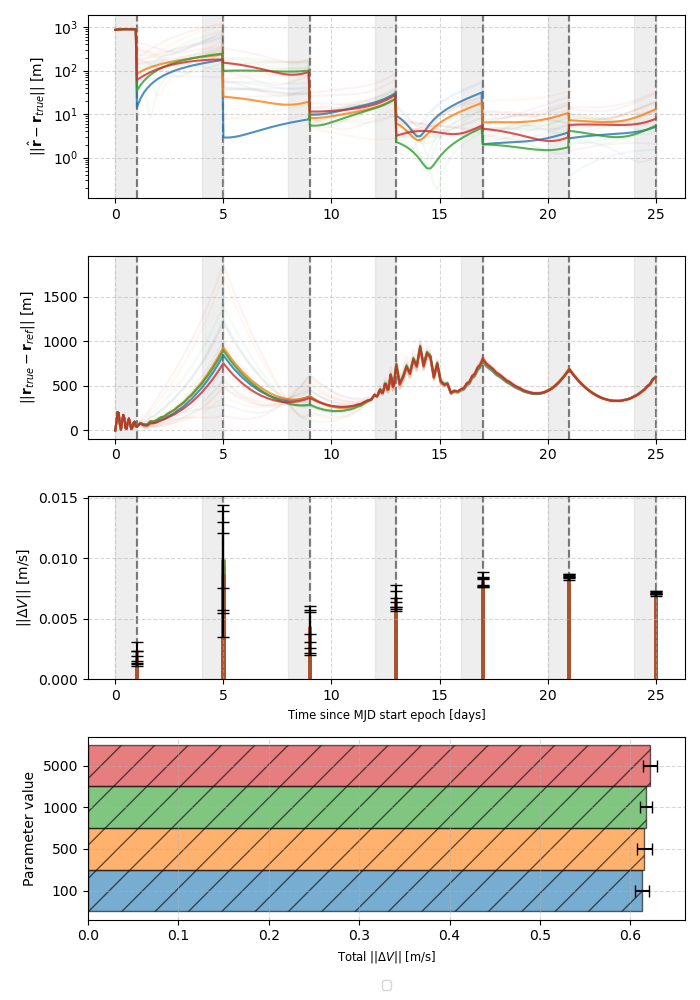 ||r̂ − r_true|| [m]
10³
10²
10¹
10⁰
0 5 10 15 20 25
||r_true − r_ref|| [m]
1500
1000
500
0
0 5 10 15 20 25
||ΔV|| [m/s]
0.015
0.010
0.005
0.000
0 5 10 15 20 25
Time since MJD start epoch [days]
Parameter value
5000
1000
500
100
0.0 0.1 0.2 0.3 0.4 0.5 0.6
Total ||ΔV|| [m/s]